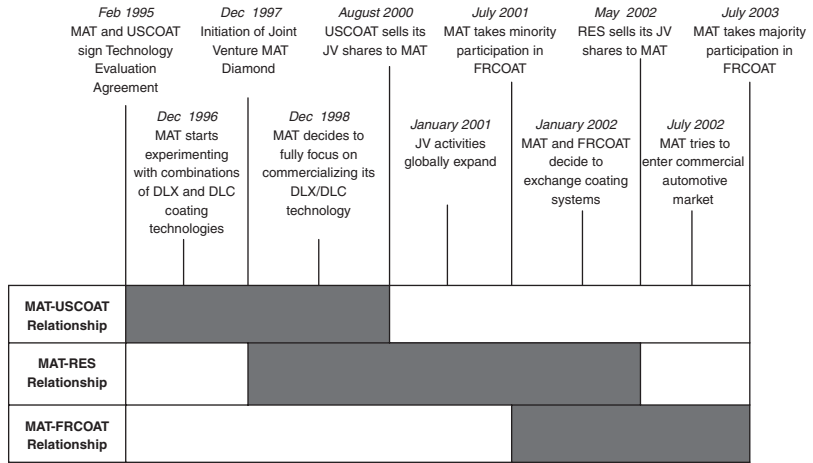 Feb 1995
MAT and USCOAT
sign Technology
Evaluation
Agreement
Dec 1997
Initiation of Joint
Venture MAT
Diamond
August 2000
USCOAT sells its
JV shares to MAT
July 2001
MAT takes minority
participation in
FRCOAT
May 2002
RES sells its JV
shares to MAT
July 2003
MAT takes majority
participation in
FRCOAT
Dec 1996
MAT starts
experimenting
with combinations
of DLX and DLC
coating
technologies
Dec 1998
MAT decides to
fully focus on
commercializing its
DLX/DLC
technology
January 2001
JV activities
globally expand
January 2002
MAT and FRCOAT
decide to
exchange coating
systems
July 2002
MAT tries to
enter commercial
automotive
market
MAT-USCOAT
Relationship
MAT-RES
Relationship
MAT-FRCOAT
Relationship